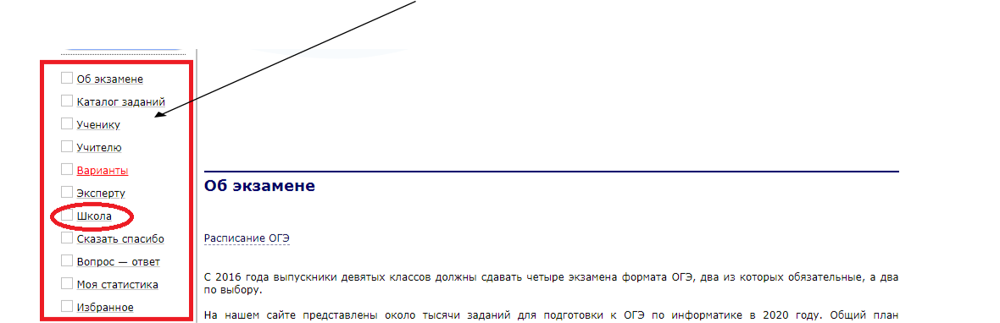 Об экзамене
Каталог заданий
Ученику
Учителю
Варианты
Эксперту
Школа
Сказать спасибо
Вопрос — ответ
Моя статистика
Избранное
Об экзамене
Расписание ОГЭ
С 2016 года выпускники девятых классов должны сдавать четыре экзамена формата ОГЭ, два из которых обязательные, а два
по выбору.
На нашем сайте представлены около тысячи заданий для подготовки к ОГЭ по информатике в 2020 году. Общий план